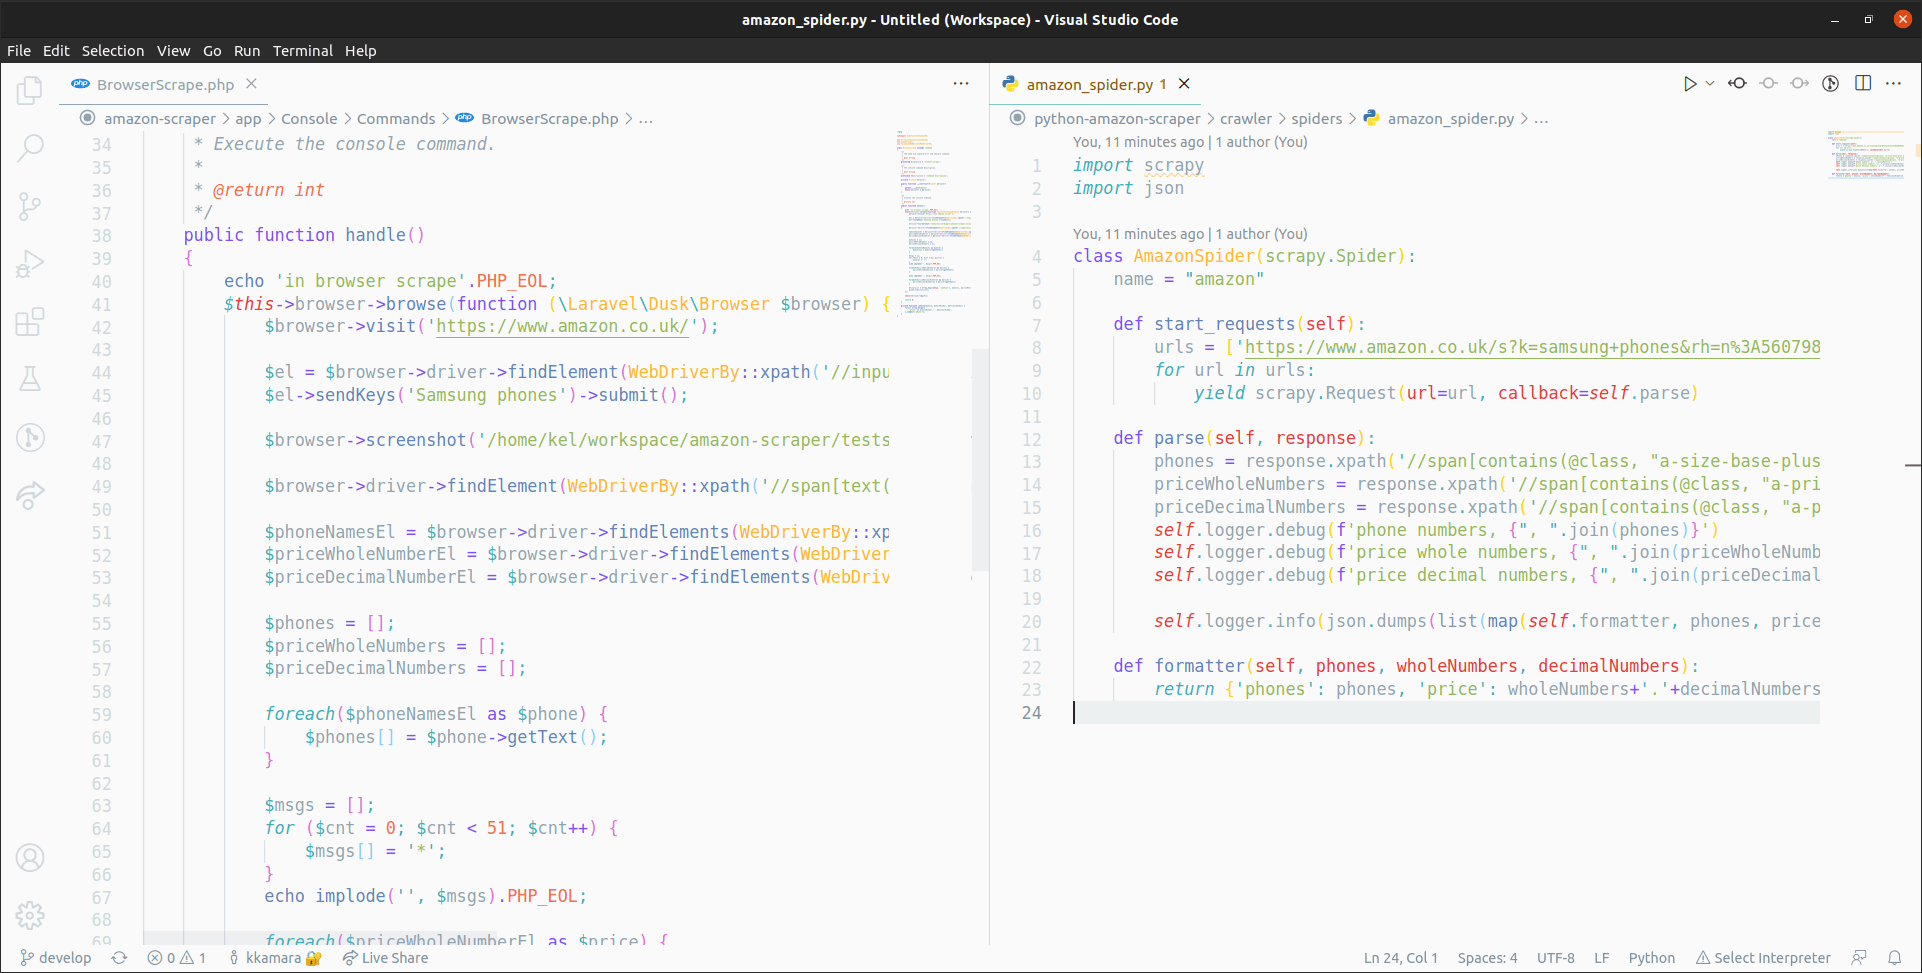 amazon_spider.py - Untitled (Workspace) - Visual Studio Code
File Edit Selection View Go Run Terminal Help
php BrowserScrape.php
amazon-scraper > app > Console > Commands > php BrowserScrape.php > ...
34 * Execute the console command.
35 *
36 * @return int
37 */
38 public function handle()
39 {
40 echo 'in browser scrape'.PHP_EOL;
41 $this->browser->browse(function (\Laravel\Dusk\Browser $browser) {
42 $browser->visit('https://www.amazon.co.uk/');
43
44 $el = $browser->driver->findElement(WebDriverBy::xpath('//inpu
45 $el->sendKeys('Samsung phones')->submit();
46
47 $browser->screenshot('/home/kel/workspace/amazon-scraper/tests
48
49 $browser->driver->findElement(WebDriverBy::xpath('//span[text(
50
51 $phoneNamesEl = $browser->driver->findElements(WebDriverBy::xp
52 $priceWholeNumberEl = $browser->driver->findElements(WebDriver
53 $priceDecimalNumberEl = $browser->driver->findElements(WebDriv
54
55 $phones = [];
56 $priceWholeNumbers = [];
57 $priceDecimalNumbers = [];
58
59 foreach($phoneNamesEl as $phone) {
60 $phones[] = $phone->getText();
61 }
62
63 $msgs = [];
64 for ($cnt = 0; $cnt < 51; $cnt++) {
65 $msgs[] = '*';
66 }
67 echo implode('', $msgs).PHP_EOL;
68
69 foreach($priceWholeNumberEl as $price) {
amazon_spider.py 1
python-amazon-scraper > crawler > spiders > amazon_spider.py > ...
You, 11 minutes ago | 1 author (You)
1 import scrapy
2 import json
3
You, 11 minutes ago | 1 author (You)
4 class AmazonSpider(scrapy.Spider):
5 name = "amazon"
6
7 def start_requests(self):
8 urls = ['https://www.amazon.co.uk/s?k=samsung+phones&rh=n%3A560798
9 for url in urls:
10 yield scrapy.Request(url=url, callback=self.parse)
11
12 def parse(self, response):
13 phones = response.xpath('//span[contains(@class, "a-size-base-plus
14 priceWholeNumbers = response.xpath('//span[contains(@class, "a-pri
15 priceDecimalNumbers = response.xpath('//span[contains(@class, "a-p
16 self.logger.debug(f'phone numbers, {", ".join(phones)}')
17 self.logger.debug(f'price whole numbers, {", ".join(priceWholeNumb
18 self.logger.debug(f'price decimal numbers, {", ".join(priceDecimal
19
20 self.logger.info(json.dumps(list(map(self.formatter, phones, price
21
22 def formatter(self, phones, wholeNumbers, decimalNumbers):
23 return {'phones': phones, 'price': wholeNumbers+'.'+decimalNumbers
24
develop 0 1 kkamara Live Share Ln 24, Col 1 Spaces: 4 UTF-8 LF Python Select Interpreter